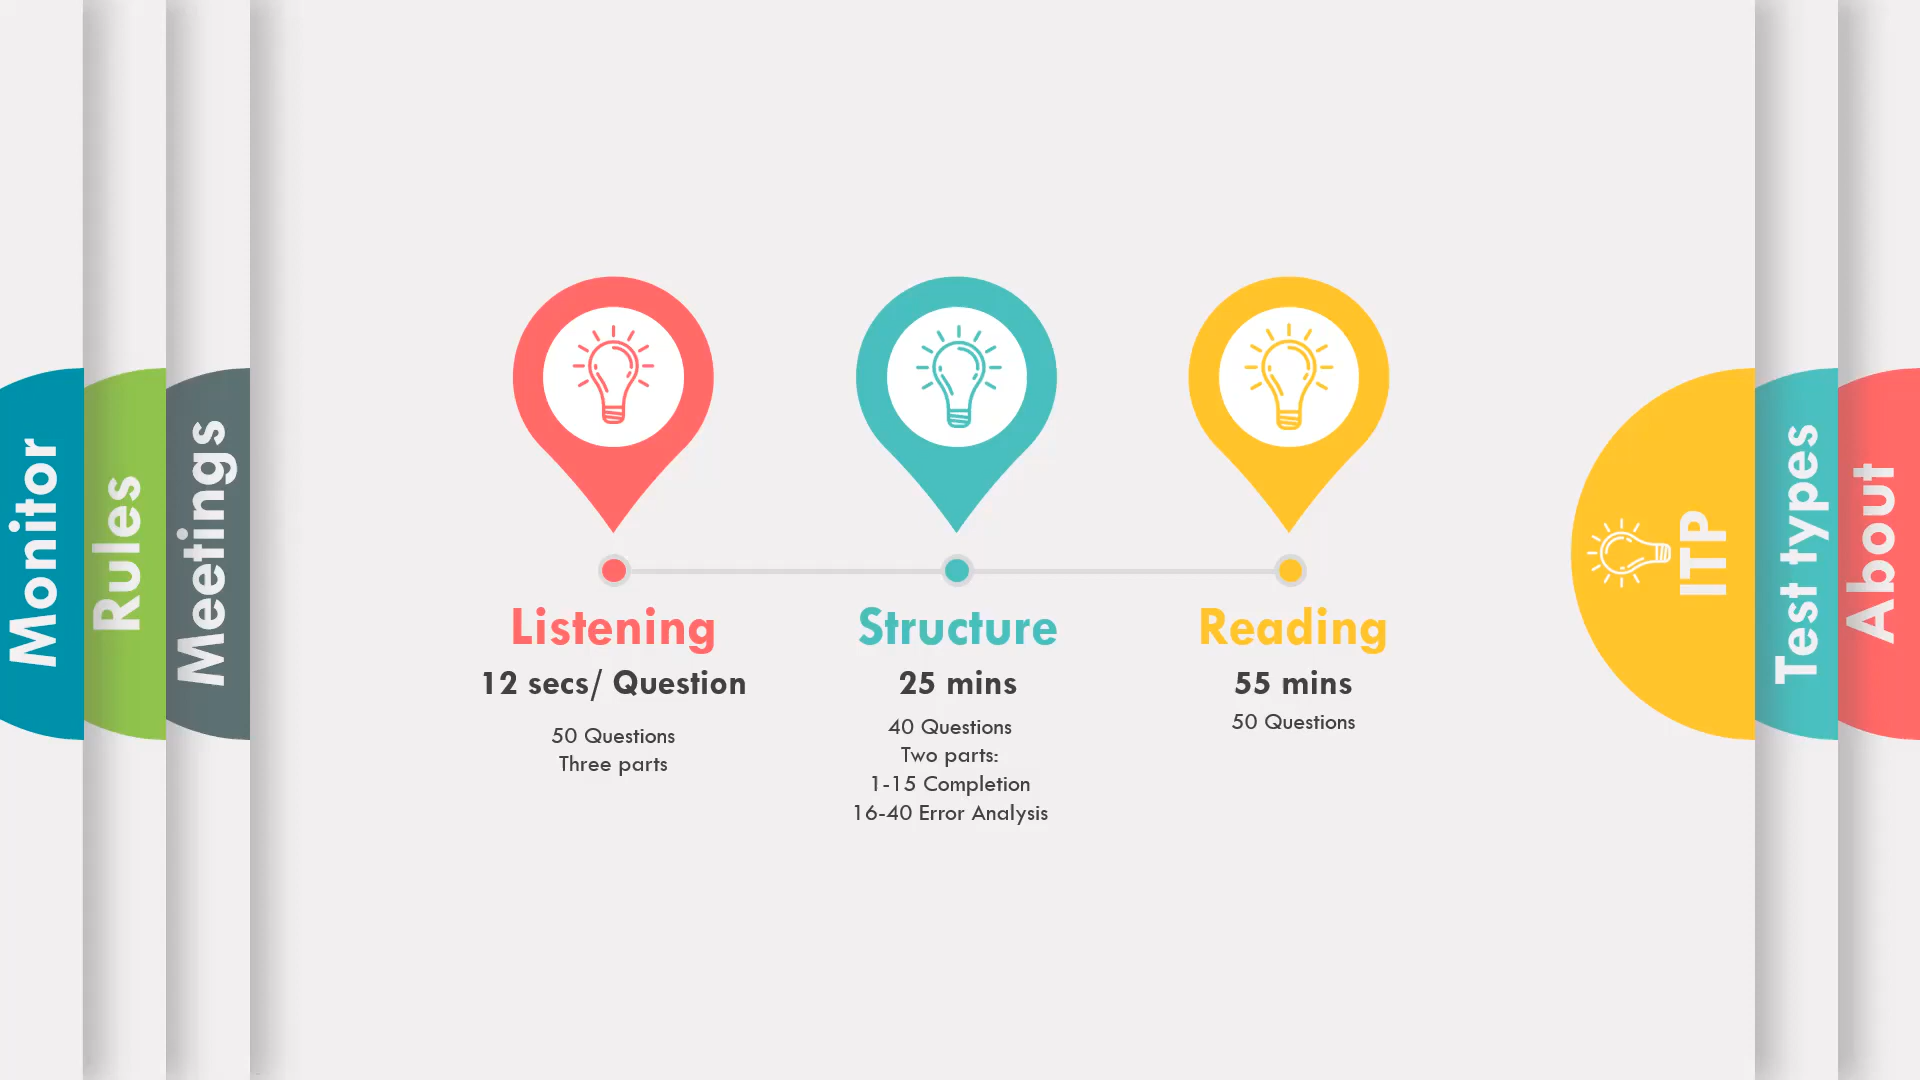 Monitor
Rules
Meetings
Listening
12 secs/ Question
50 Questions
Three parts
Structure
25 mins
40 Questions
Two parts:
1-15 Completion
16-40 Error Analysis
Reading
55 mins
50 Questions
ITP
Test types
About